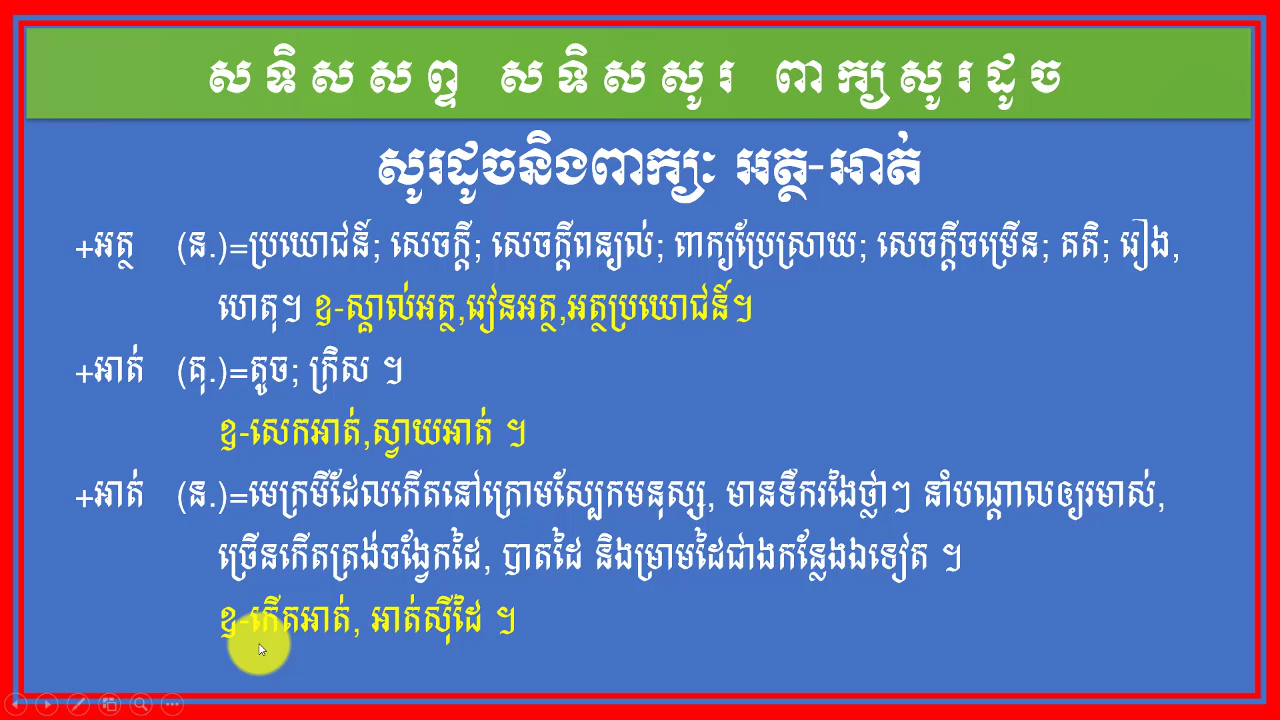 សទិសសព្ទ សទិសសូរ ពាក្យសូរដូច
សូរដូចនិងពាក្យៈ អត្ថ-អាត់
+អត្ថ (ន.)=ប្រយោជន៍; សេចក្ដី; សេចក្ដីពន្យល់; ពាក្យប្រែស្រាយ; សេចក្ដីចម្រើន; គតិ; រឿង,
ហេតុ។ ឧ-ស្គាល់អត្ថ,រៀនអត្ថ,អត្ថប្រយោជន៍។
+អាត់ (គុ.)=តូច; ក្រិស ។
ឧ-សេកអាត់,ស្វាយអាត់ ។
+អាត់ (ន.)=មេក្រមីដែលកើតនៅក្រោមស្បែកមនុស្ស, មានទឹករងៃថ្លាៗ នាំបណ្ដាលឲ្យរមាស់,
ច្រើនកើតត្រង់ចង្វែកដៃ, បាតដៃ និងម្រាមដៃជាងកន្លែងឯទៀត ។
ឧ-កើតអាត់, អាត់ស៊ីដៃ ។